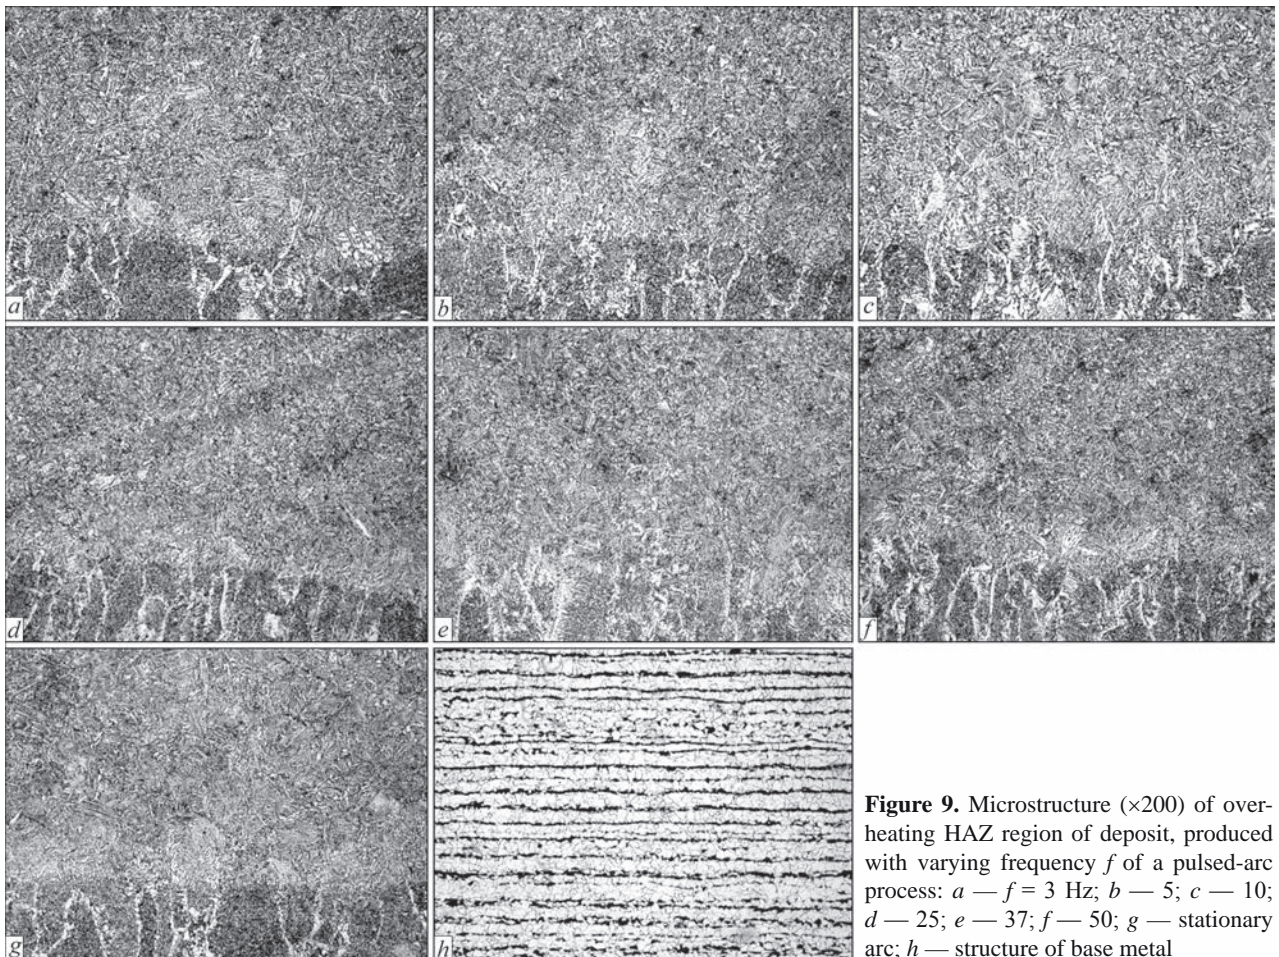 a
b
c
d
e
f
g
h
Figure 9. Microstructure (×200) of over-
heating HAZ region of deposit, produced
with varying frequency f of a pulsed-arc
process: a — f = 3 Hz; b — 5; c — 10;
d — 25; e — 37; f — 50; g — stationary
arc; h — structure of base metal